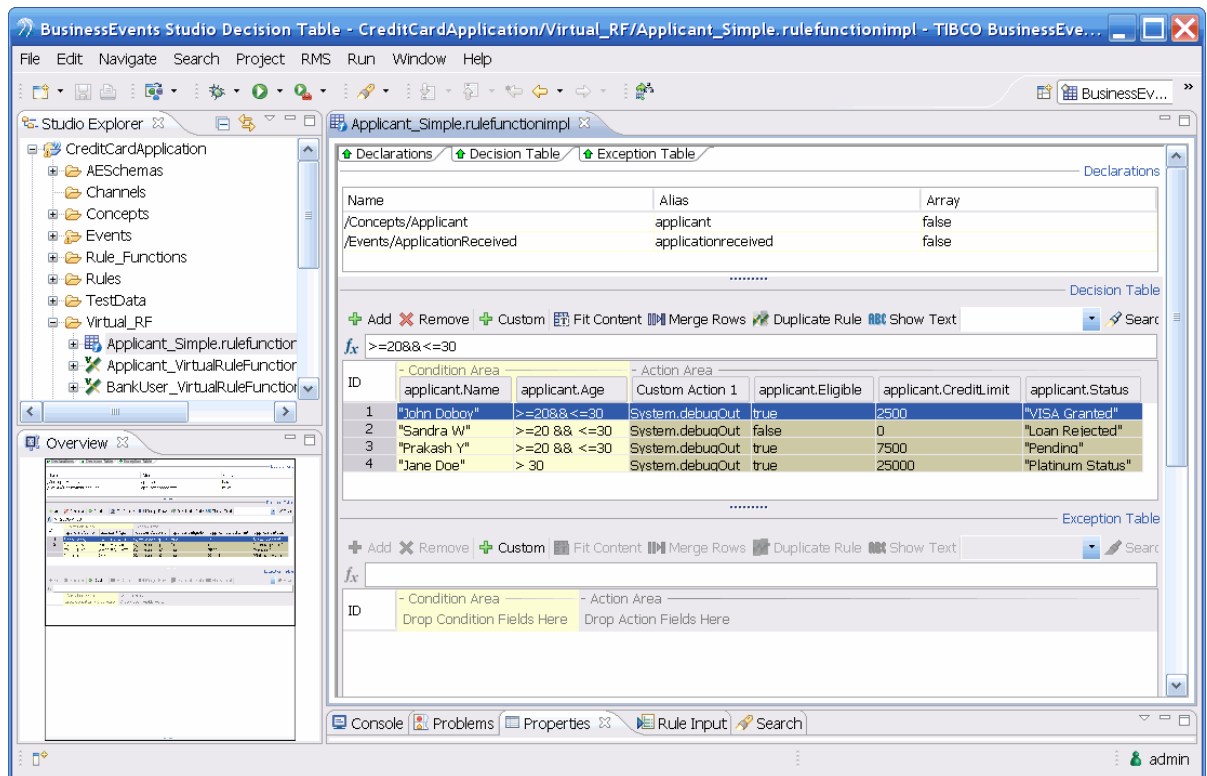 BusinessEvents Studio Decision Table - CreditCardApplication/Virtual_RF/Applicant_Simple.rulefunctionimpl - TIBCO BusinessEve...
File Edit Navigate Search Project RMS Run Window Help
BusinessEv... »
Studio Explorer
CreditCardApplication
AESchemas
Channels
Concepts
Events
Rule_Functions
Rules
TestData
Virtual_RF
Applicant_Simple.rulefunction
Applicant_VirtualRuleFunction
BankUser_VirtualRuleFunction
Overview
Applicant_Simple.rulefunctionimpl
Declarations Decision Table Exception Table
Declarations
Name Alias Array
/Concepts/Applicant applicant false
/Events/ApplicationReceived applicationreceived false
Decision Table
Add Remove Custom Fit Content Merge Rows Duplicate Rule ABC Show Text Searc
fx >=20&&<=30
ID - Condition Area - Action Area
applicant.Name applicant.Age Custom Action 1 applicant.Eligible applicant.CreditLimit applicant.Status
1 "John Doboy" >=20&&<=30 System.debugOut true 2500 "VISA Granted"
2 "Sandra W" >=20 && <=30 System.debugOut false 0 "Loan Rejected"
3 "Prakash Y" >=20 && <=30 System.debugOut true 7500 "Pending"
4 "Jane Doe" > 30 System.debugOut true 25000 "Platinum Status"
Exception Table
Add Remove Custom Fit Content Merge Rows Duplicate Rule ABC Show Text Searc
fx
ID - Condition Area - Action Area
Drop Condition Fields Here Drop Action Fields Here
Console Problems Properties Rule Input Search
admin